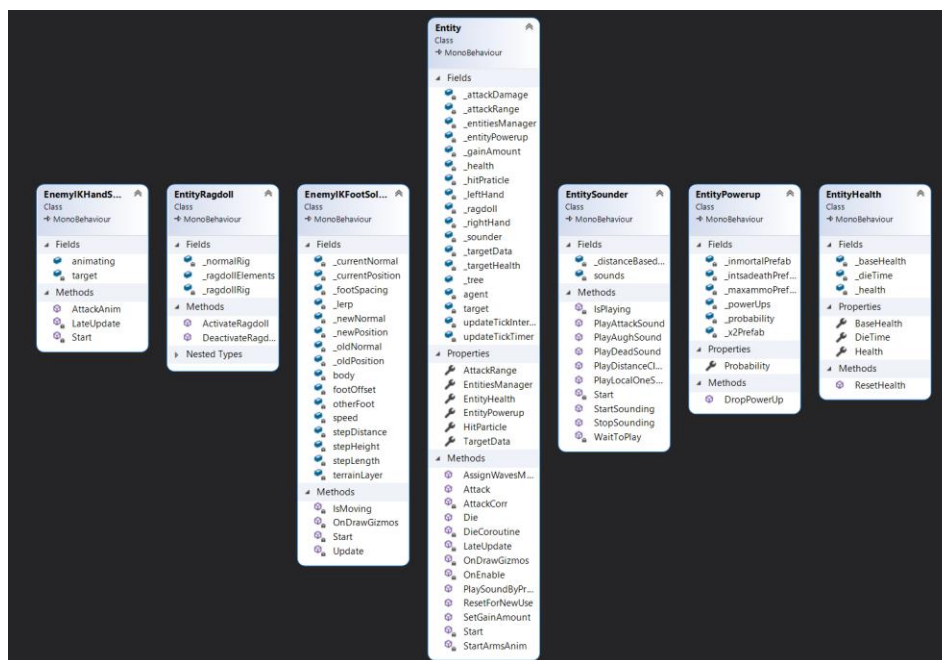 Entity
Class
MonoBehaviour
Fields
_attackDamage
_attackRange
_entitiesManager
_entityPowerup
_gainAmount
_health
_hitPraticle
_leftHand
_ragdoll
_rightHand
_sounder
_targetData
_targetHealth
_tree
agent
target
updateTickInter...
updateTickTimer
Properties
AttackRange
EntitiesManager
EntityHealth
EntityPowerup
HitParticle
TargetData
Methods
AssignWavesM...
Attack
AttackCorr
Die
DieCoroutine
LateUpdate
OnDrawGizmos
OnEnable
PlaySoundByPr...
ResetForNewUse
SetGainAmount
Start
StartArmsAnim
EnemyIKHandS...
Class
MonoBehaviour
Fields
animating
target
Methods
AttackAnim
LateUpdate
Start
EntityRagdoll
Class
MonoBehaviour
Fields
_normalRig
_ragdollElements
_ragdollRig
Methods
ActivateRagdoll
DeactivateRagd...
Nested Types
EnemyIKFootSol...
Class
MonoBehaviour
Fields
_currentNormal
_currentPosition
_footSpacing
_lerp
_newNormal
_newPosition
_oldNormal
_oldPosition
body
footOffset
otherFoot
speed
stepDistance
stepHeight
stepLength
terrainLayer
Methods
IsMoving
OnDrawGizmos
Start
Update
EntitySounder
Class
MonoBehaviour
Fields
_distanceBased...
sounds
Methods
IsPlaying
PlayAttackSound
PlayAughSound
PlayDeadSound
PlayDistanceCl...
PlayLocalOneS...
Start
StartSounding
StopSounding
WaitToPlay
EntityPowerup
Class
MonoBehaviour
Fields
_inmortalPrefab
_intsadeathPref...
_maxammoPref...
_powerUps
_probability
_x2Prefab
Properties
Probability
Methods
DropPowerUp
EntityHealth
Class
MonoBehaviour
Fields
_baseHealth
_dieTime
_health
Properties
BaseHealth
DieTime
Health
Methods
ResetHealth